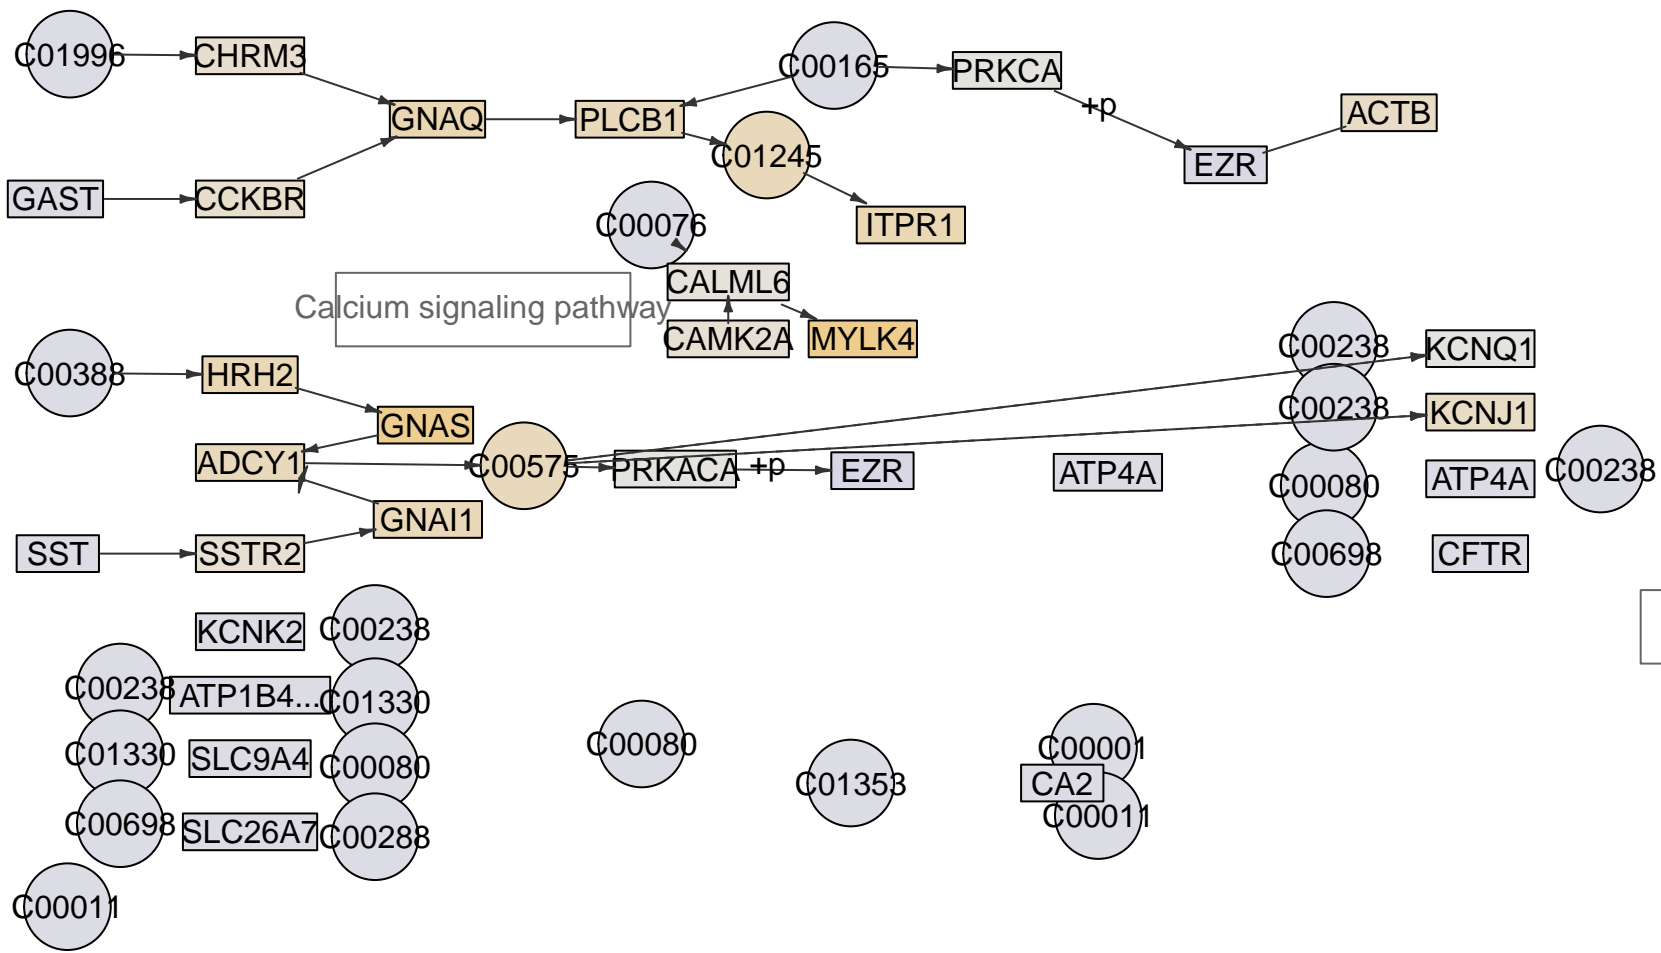 C01996
CHRM3
C00165
PRKCA
GNAQ
PLCB1
+p
ACTB
C01245
EZR
GAST
CCKBR
C00076
ITPR1
CALML6
Calcium signaling pathway
CAMK2A
MYLK4
C00238
KCNQ1
C00388
HRH2
C00238
KCNJ1
GNAS
ADCY1
C00575
PRKACA
+p
EZR
ATP4A
C00080
ATP4A
C00238
GNAI1
SST
SSTR2
C00698
CFTR
KCNK2
C00238
C00238
ATP1B4...
C01330
C01330
SLC9A4
C00080
C00080
C01353
C00001
CA2
C00011
C00698
SLC26A7
C00288
C00011